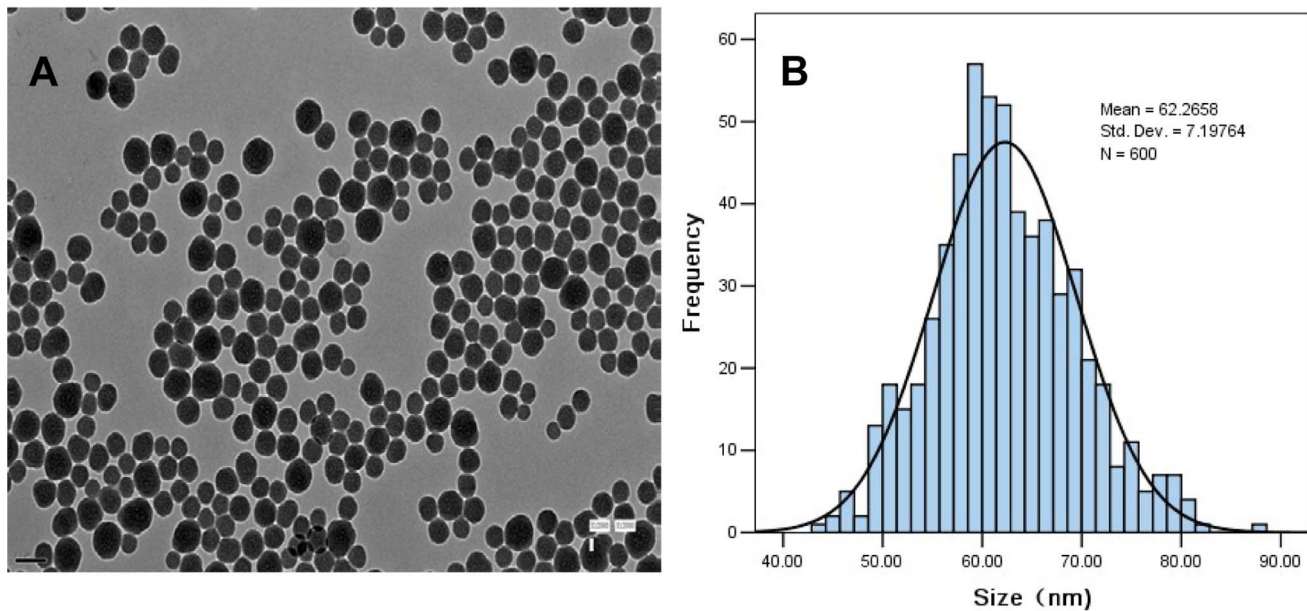 A
B
60
50
40
30
20
10
0
Frequency
Mean = 62.2658
Std. Dev. = 7.19764
N = 600
40.00 50.00 60.00 70.00 80.00 90.00
Size（nm)